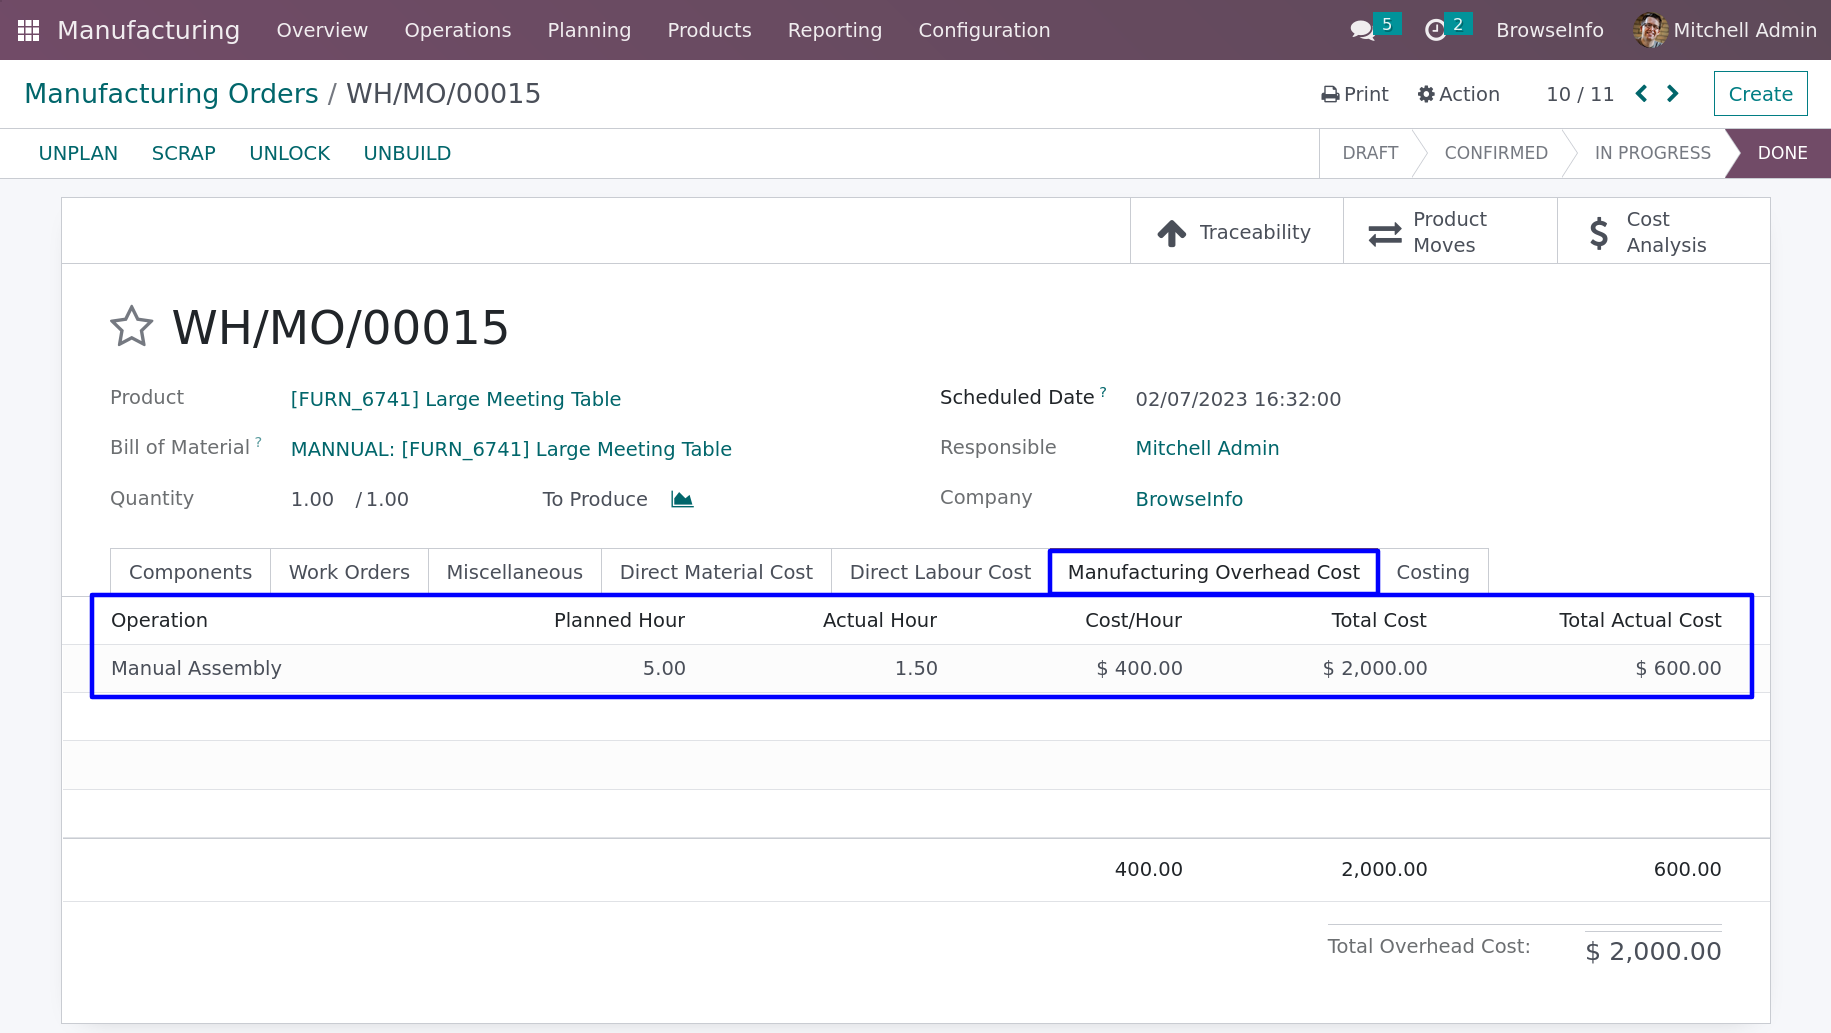 Manufacturing Overview Operations Planning Products Reporting Configuration 5 2 BrowseInfo Mitchell Admin
Manufacturing Orders / WH/MO/00015 Print Action 10 / 11 Create
UNPLAN SCRAP UNLOCK UNBUILD DRAFT CONFIRMED IN PROGRESS DONE
Traceability Product Moves $ Cost Analysis
WH/MO/00015
Product [FURN_6741] Large Meeting Table Scheduled Date ? 02/07/2023 16:32:00
Bill of Material ? MANNUAL: [FURN_6741] Large Meeting Table Responsible Mitchell Admin
Quantity 1.00 / 1.00 To Produce Company BrowseInfo
Components Work Orders Miscellaneous Direct Material Cost Direct Labour Cost Manufacturing Overhead Cost Costing
Operation Planned Hour Actual Hour Cost/Hour Total Cost Total Actual Cost
Manual Assembly 5.00 1.50 $ 400.00 $ 2,000.00 $ 600.00
400.00 2,000.00 600.00
Total Overhead Cost: $ 2,000.00